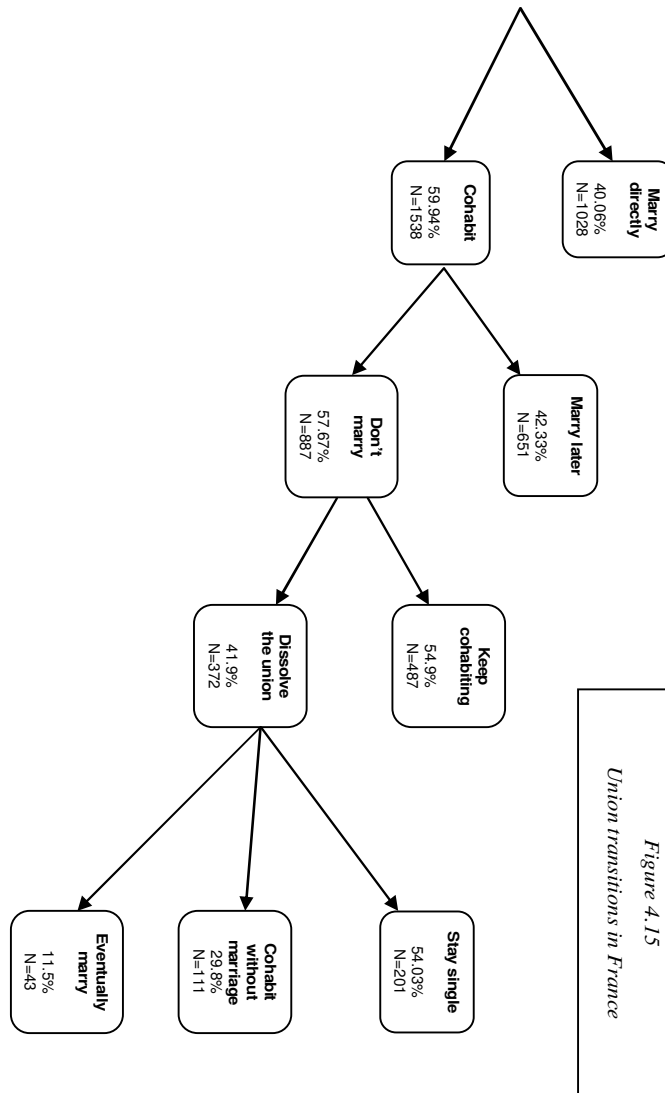 Figure 4.15
Union transitions in France
Marry
directly
40.06%
N=1028
Cohabit
59.94%
N=1538
Marry later
42.33%
N=651
Don't
marry
57.67%
N=887
Keep
cohabiting
54.9%
N=487
Dissolve
the union
41.9%
N=372
Stay single
54.03%
N=201
Cohabit
without
marriage
29.8%
N=111
Eventually
marry
11.5%
N=43